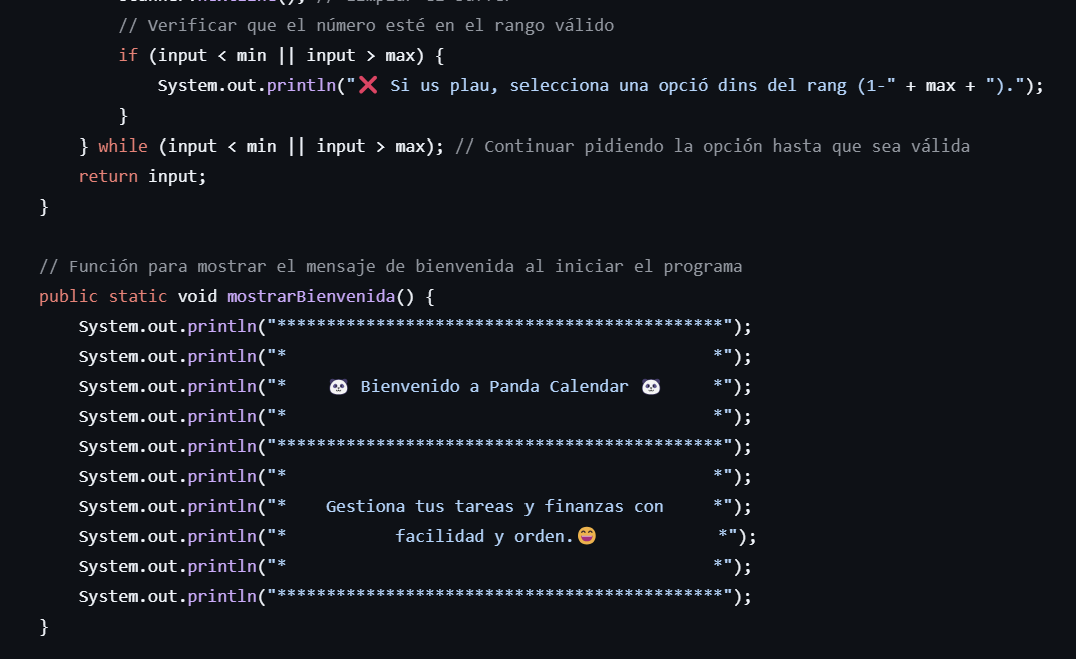 // Verificar que el número esté en el rango válido
if (input < min || input > max) {
System.out.println("❌ Si us plau, selecciona una opció dins del rang (1-" + max + ").");
}
} while (input < min || input > max); // Continuar pidiendo la opción hasta que sea válida
return input;
}
// Función para mostrar el mensaje de bienvenida al iniciar el programa
public static void mostrarBienvenida() {
System.out.println("*********************************************");
System.out.println("*                                           *");
System.out.println("*    🐼 Bienvenido a Panda Calendar 🐼     *");
System.out.println("*                                           *");
System.out.println("*********************************************");
System.out.println("*                                           *");
System.out.println("*    Gestiona tus tareas y finanzas con     *");
System.out.println("*           facilidad y orden.😄            *");
System.out.println("*                                           *");
System.out.println("*********************************************");
}